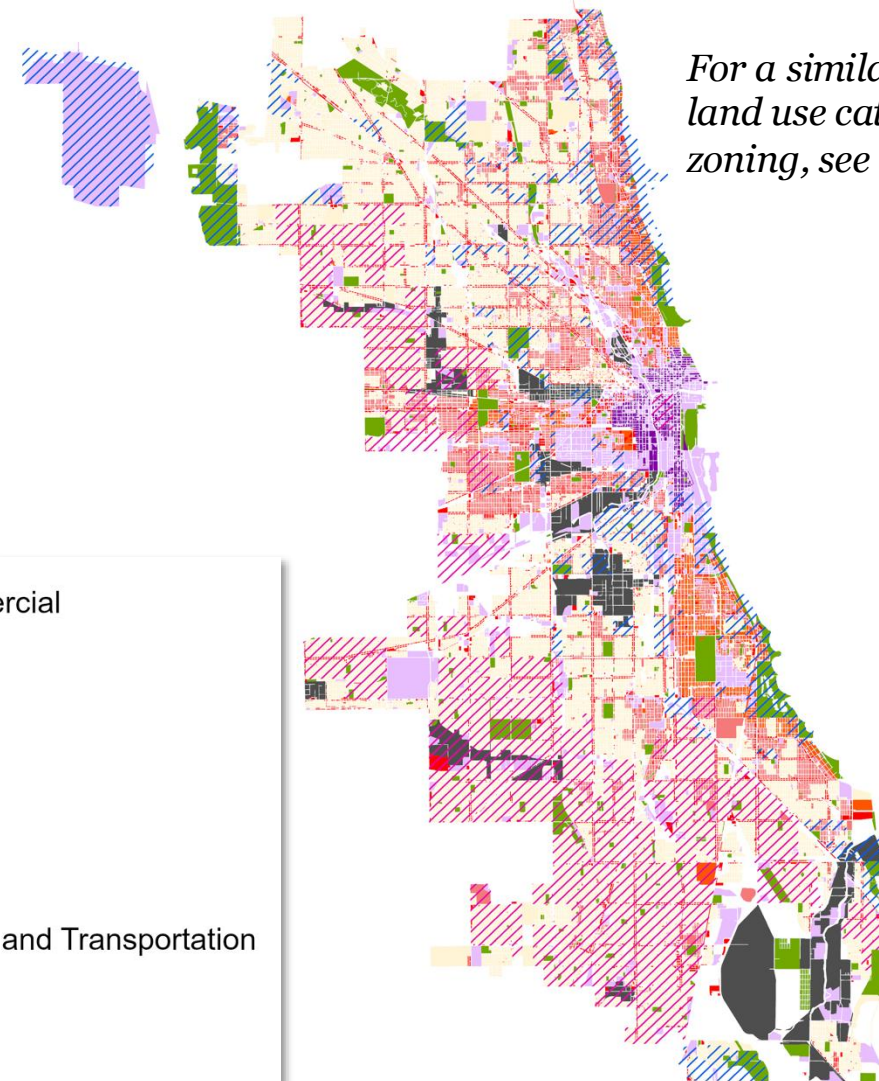 For a simila
land use cat
zoning, see
ercial
and Transportation